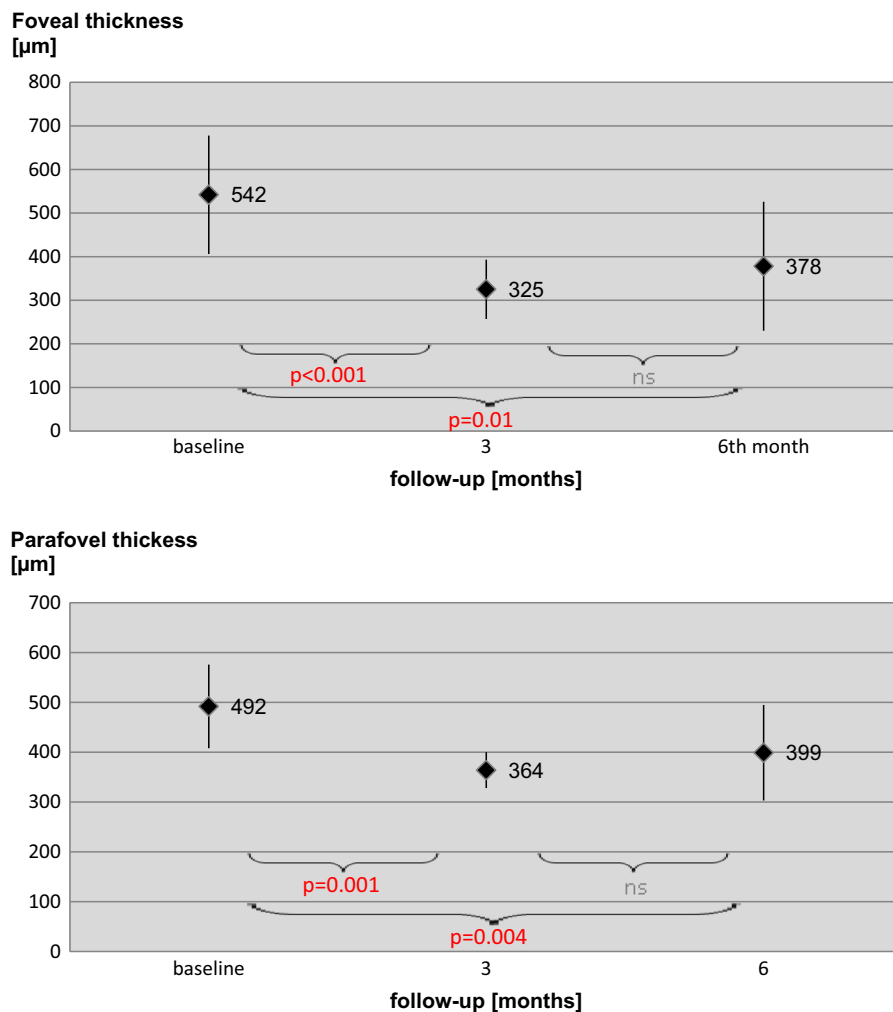 Foveal thickness
[µm]
800
700
600
542
500
400
378
325
300
200
p<0.001
ns
100
p=0.01
0
baseline 3 6th month
follow-up [months]
Parafovel thickess
[µm]
700
600
500
492
400
399
364
300
200
p=0.001
ns
100
p=0.004
0
baseline 3 6
follow-up [months]